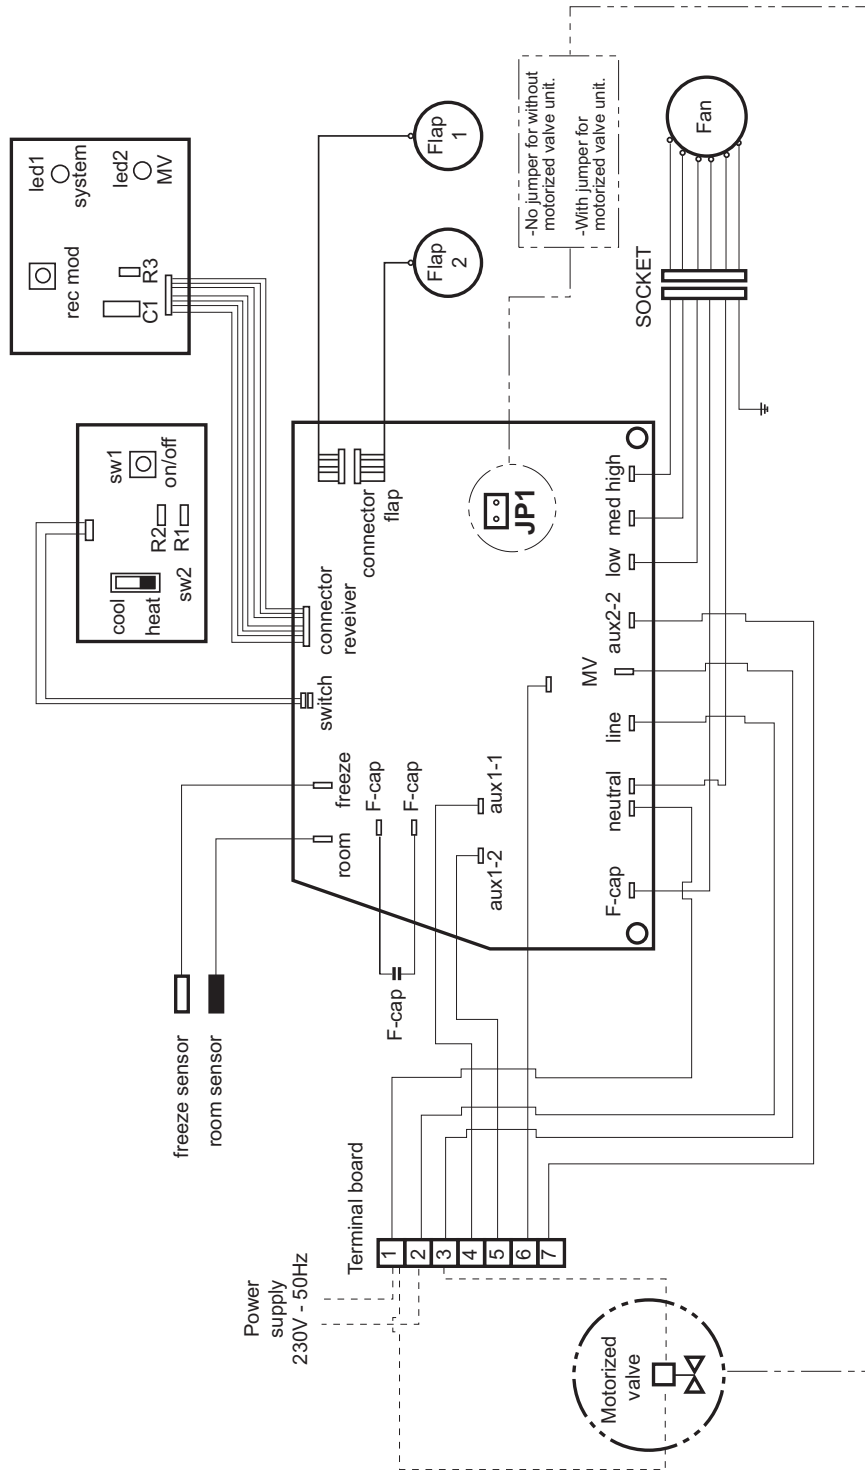 led1
system
led2
MV
rec mod
R3
C1
sw1
on/off
R2
R1
sw2
cool
heat
Flap
1
Flap
2
-No jumper for without
motorized valve unit.
-With jumper for
motorized valve unit.
Fan
SOCKET
connector
flap
JP1
connector
reveiver
switch
freeze
room
F-cap
F-cap
F-cap
aux1-1
aux1-2
high
med
low
aux2-2
MV
line
neutral
F-cap
freeze sensor
room sensor
Terminal board
1
2
3
4
5
6
7
Power
supply
230V - 50Hz
Motorized
valve